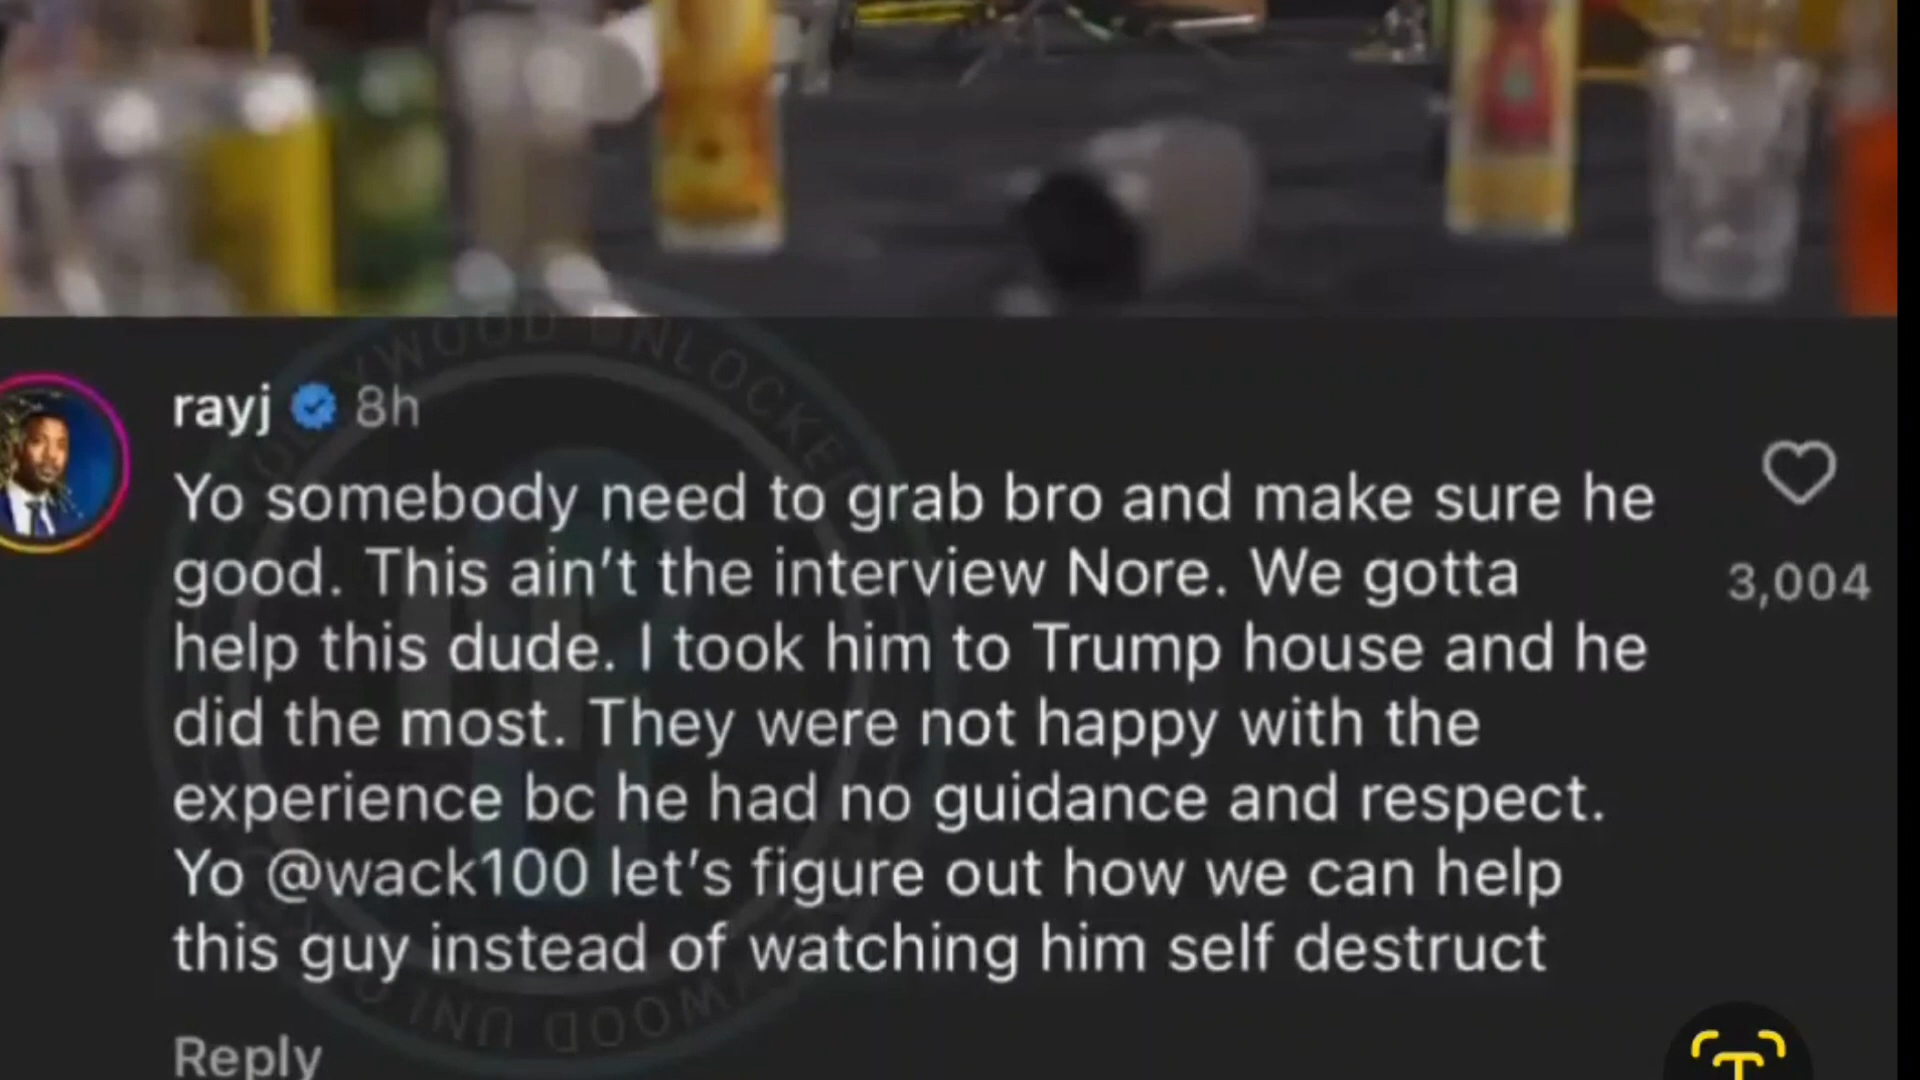 HOLLYWOOD UNLOCKED
rayj 8h
Yo somebody need to grab bro and make sure he
good. This ain't the interview Nore. We gotta
3,004
help this dude. I took him to Trump house and he
did the most. They were not happy with the
experience bc he had no guidance and respect.
Yo @wack100 let's figure out how we can help
this guy instead of watching him self destruct
Reply